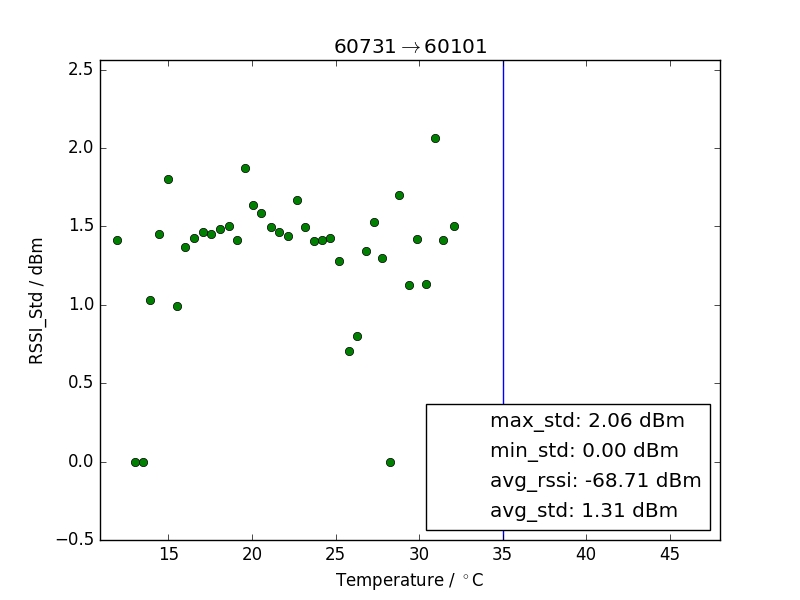 60731→60101
2.5
2.0
1.5
1.0
0.5
0.0
−0.5
RSSI_Std / dBm
max_std: 2.06 dBm
min_std: 0.00 dBm
avg_rssi: -68.71 dBm
avg_std: 1.31 dBm
15 20 25 30 35 40 45
Temperature / °C